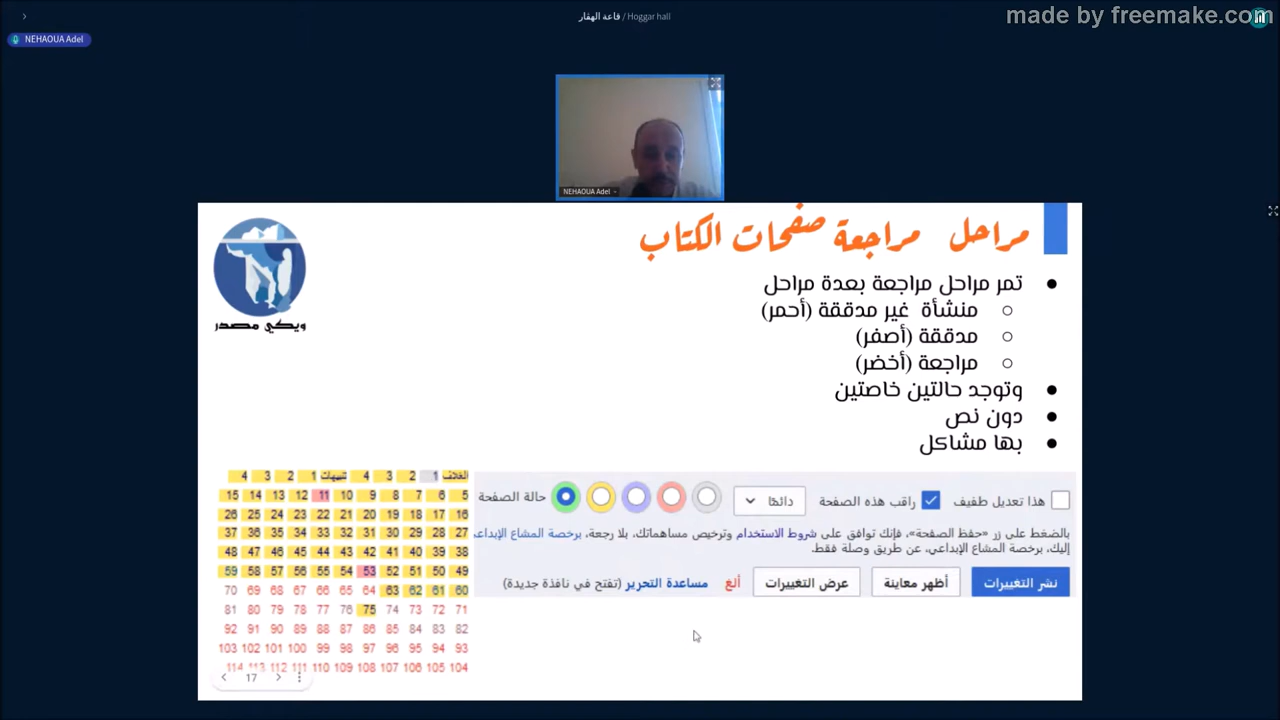 قاعة الهڨار / Hoggar hall
made by freemake.com
NEHAOUA Adel
NEHAOUA Adel
مراحل مراجعة صفحات الكتاب
ويكي مصدر
● تمر مراحل مراجعة بعدة مراحل
○ منشأة غير مدققة (أحمر)
○ مدققة (أصفر)
○ مراجعة (أخضر)
● وتوجد حالتين خاصتين
● دون نص
● بها مشاكل
الغلاف 1 2 3 4 تنبيهات 1 2 3 4
5 6 7 8 9 10 11 12 13 14 15
16 17 18 19 20 21 22 23 24 25 26
27 28 29 30 31 32 33 34 35 36 37
38 39 40 41 42 43 44 45 46 47 48
49 50 51 52 53 54 55 56 57 58 59
60 61 62 63 64 65 66 67 68 69 70
71 72 73 74 75 76 77 78 79 80 81
82 83 84 85 86 87 88 89 90 91 92
93 94 95 96 97 98 99 100 101 102 103
104 105 106 107 108 109 110 111 112 113 114
هذا تعديل طفيف راقب هذه الصفحة دائمًا حالة الصفحة
بالضغط على زر «حفظ الصفحة»، فإنك توافق على شروط الاستخدام وترخيص مساهماتك، بلا رجعة، برخصة المشاع الإبداعي
إليك، برخصة المشاع الإبداعي، عن طريق وصلة فقط.
نشر التغييرات أظهر معاينة عرض التغييرات ألغ مساعدة التحرير (تفتح في نافذة جديدة)
17